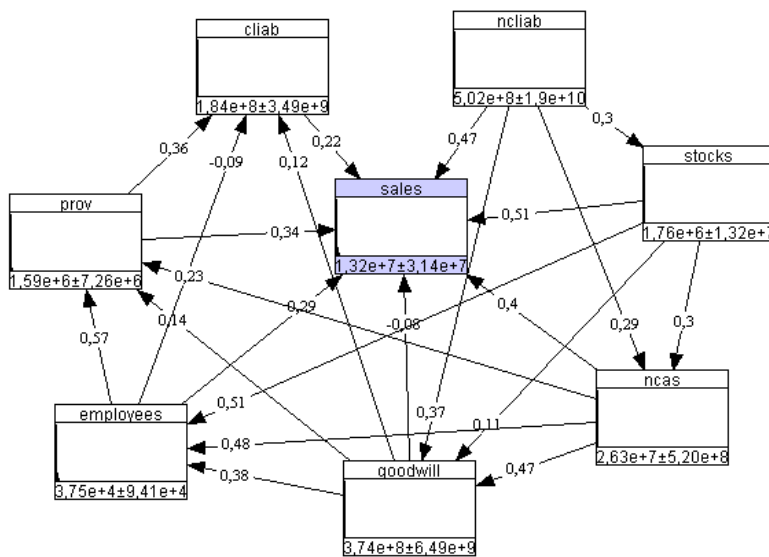 cliab
1,84e+8±3,49e+9
ncliab
5,02e+8±1,9e+10
0,3
0,22
0,47
0,36
-0,09
0,12
stocks
1,76e+6±1,32e+7
sales
1,32e+7±3,14e+7
prov
1,59e+6±7,26e+6
0,51
0,34
0,23
0,29
0,4
0,14
-0,08
0,29
0,3
0,57
ncas
2,63e+7±5,20e+8
employees
3,75e+4±9,41e+4
0,51
0,37
0,11
0,48
0,38
0,47
goodwill
3,74e+8±6,49e+9